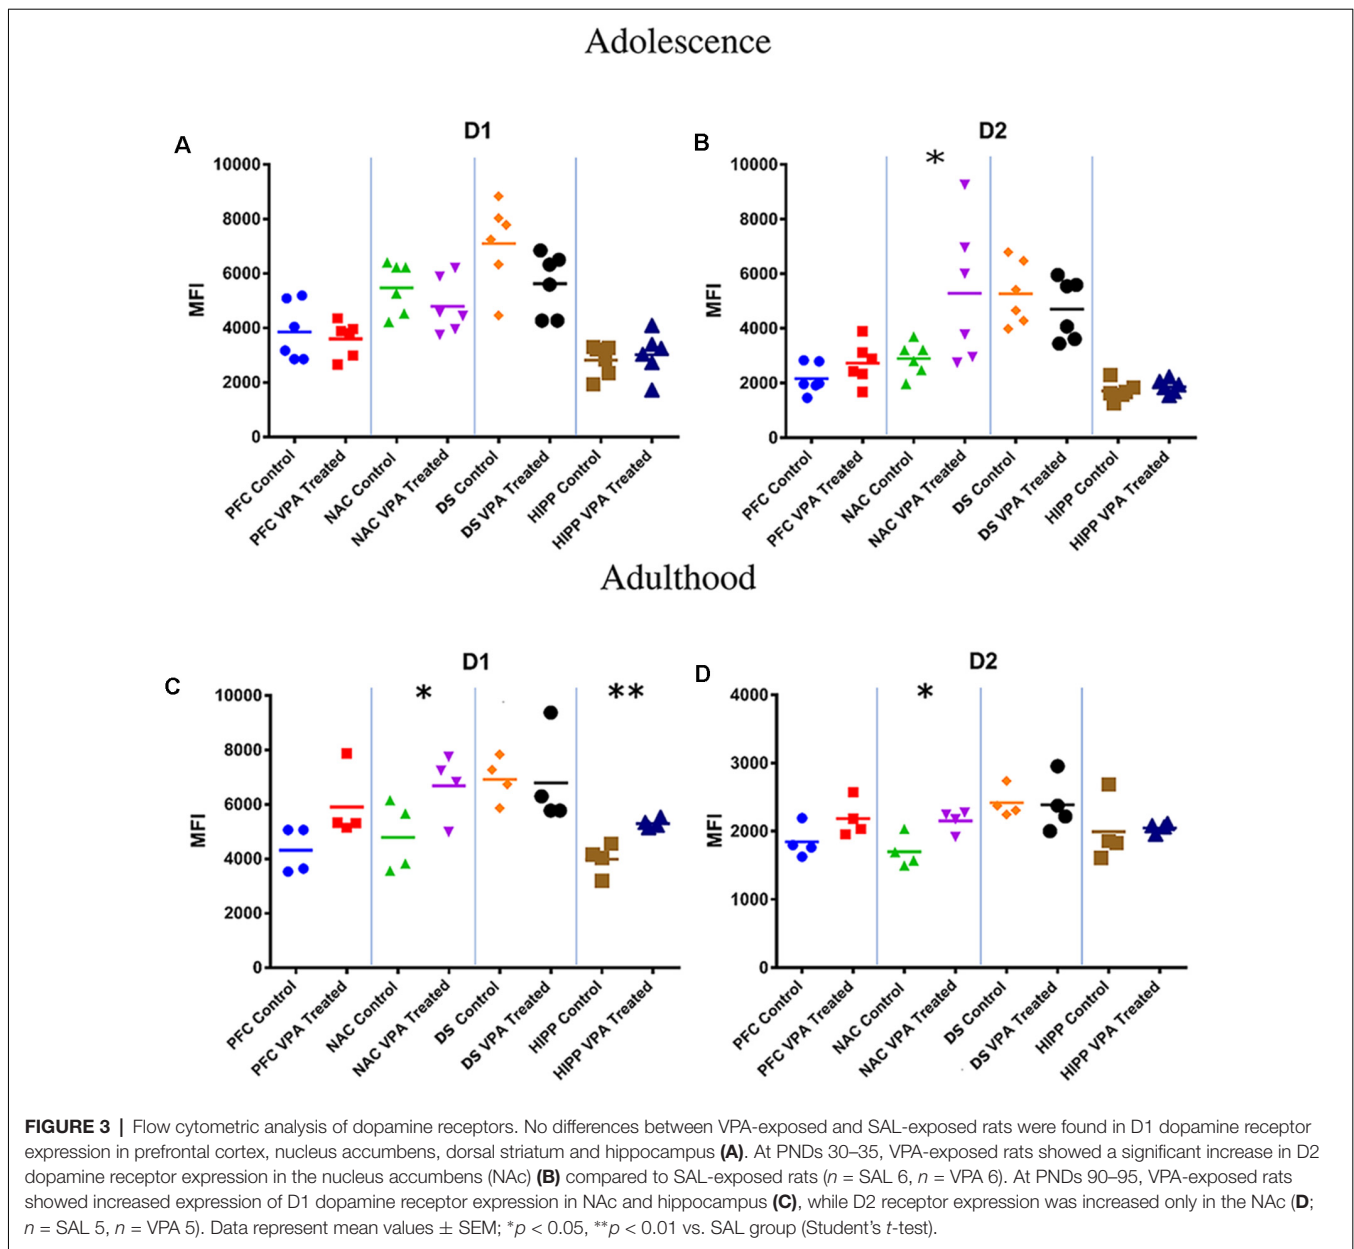 Adolescence
A
D1
MFI
10000
8000
6000
4000
2000
0
PFC Control
PFC VPA Treated
NAC Control
NAC VPA Treated
DS Control
DS VPA Treated
HIPP Control
HIPP VPA Treated
B
D2
*
MFI
10000
8000
6000
4000
2000
0
PFC Control
PFC VPA Treated
NAC Control
NAC VPA Treated
DS Control
DS VPA Treated
HIPP Control
HIPP VPA Treated
Adulthood
C
D1
*
**
MFI
10000
8000
6000
4000
2000
0
PFC Control
PFC VPA Treated
NAC Control
NAC VPA Treated
DS Control
DS VPA Treated
HIPP Control
HIPP VPA Treated
D
D2
*
MFI
4000
3000
2000
1000
0
PFC Control
PFC VPA Treated
NAC Control
NAC VPA Treated
DS Control
DS VPA Treated
HIPP Control
HIPP VPA Treated
FIGURE 3 | Flow cytometric analysis of dopamine receptors. No differences between VPA-exposed and SAL-exposed rats were found in D1 dopamine receptor
expression in prefrontal cortex, nucleus accumbens, dorsal striatum and hippocampus (A). At PNDs 30–35, VPA-exposed rats showed a significant increase in D2
dopamine receptor expression in the nucleus accumbens (NAc) (B) compared to SAL-exposed rats (n = SAL 6, n = VPA 6). At PNDs 90–95, VPA-exposed rats
showed increased expression of D1 dopamine receptor expression in NAc and hippocampus (C), while D2 receptor expression was increased only in the NAc (D;
n = SAL 5, n = VPA 5). Data represent mean values ± SEM; *p < 0.05, **p < 0.01 vs. SAL group (Student's t-test).